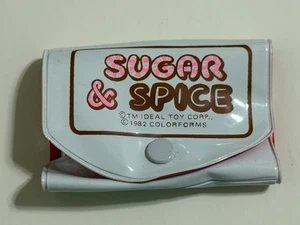 SUGAR
& SPICE
©TM IDEAL TOY CORP.,
©1982 COLORFORMS